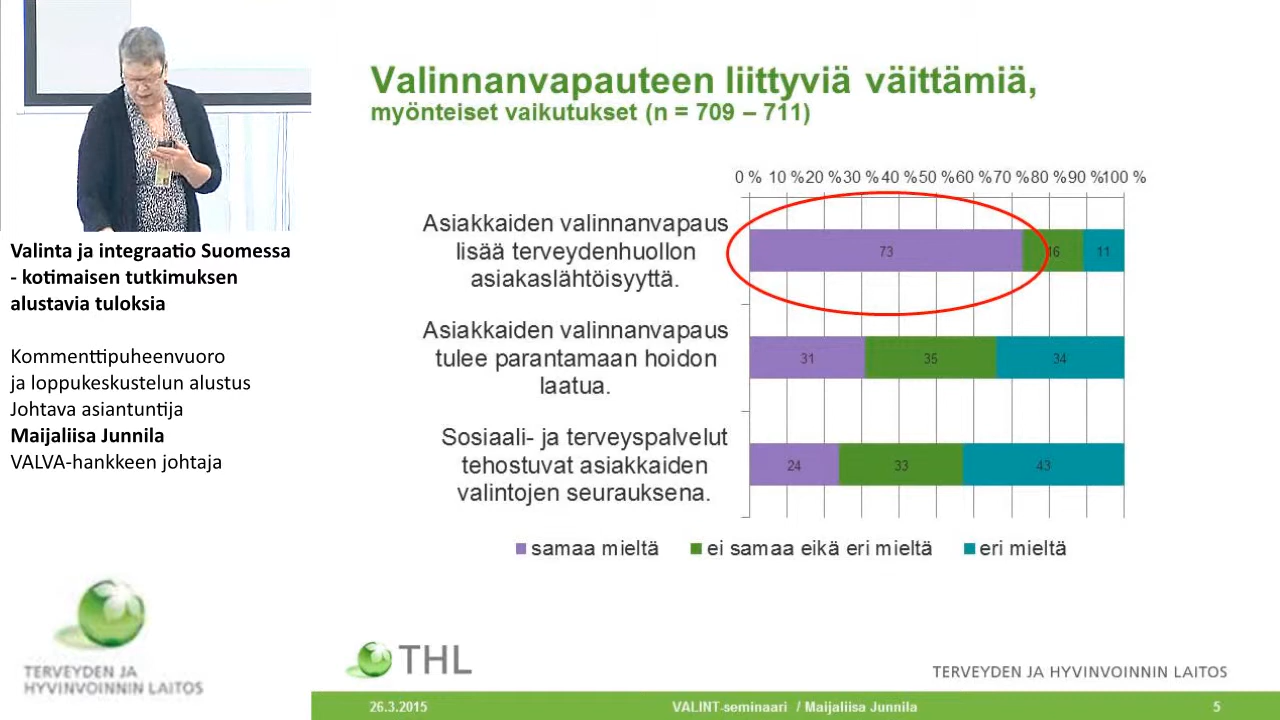 Valinta ja integraatio Suomessa
- kotimaisen tutkimuksen
alustavia tuloksia
Kommenttipuheenvuoro
ja loppukeskustelun alustus
Johtava asiantuntija
Maijaliisa Junnila
VALVA-hankkeen johtaja
TERVEYDEN JA
HYVINVOINNIN LAITOS
Valinnanvapauteen liittyviä väittämiä,
myönteiset vaikutukset (n = 709 – 711)
0 % 10 % 20 % 30 % 40 % 50 % 60 % 70 % 80 % 90 % 100 %
Asiakkaiden valinnanvapaus
lisää terveydenhuollon
asiakaslähtöisyyttä.
73 16 11
Asiakkaiden valinnanvapaus
tulee parantamaan hoidon
laatua.
31 35 34
Sosiaali- ja terveyspalvelut
tehostuvat asiakkaiden
valintojen seurauksena.
24 33 43
samaa mieltä ei samaa eikä eri mieltä eri mieltä
THL
TERVEYDEN JA HYVINVOINNIN LAITOS
26.3.2015 VALINT-seminaari / Maijaliisa Junnila 5